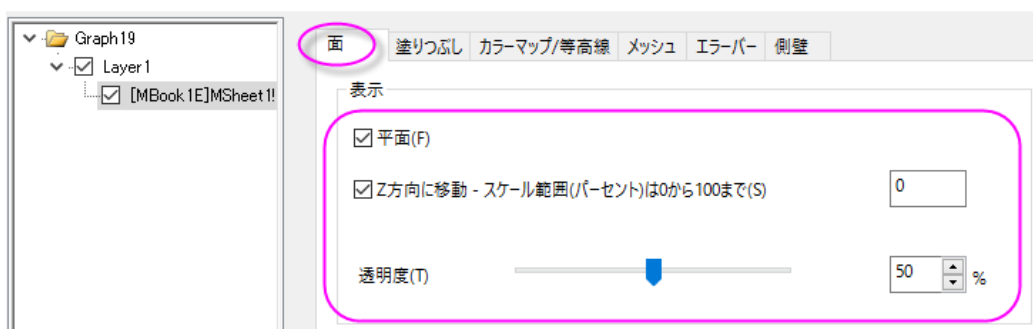 Graph19
Layer1
[MBook1E]MSheet1!
面 塗りつぶし カラーマップ/等高線 メッシュ エラーバー 側壁
表示
平面(F)
Z方向に移動 - スケール範囲(パーセント)は0から100まで(S) 0
透明度(T) 50 %